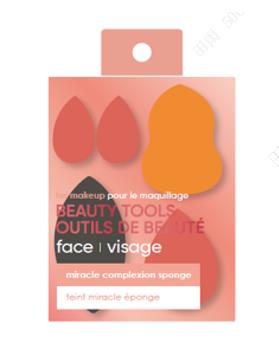 makeup pour le maquillage
BEAUTY TOOLS
OUTILS DE BEAUTÉ
face | visage
miracle complexion sponge
teint miracle éponge